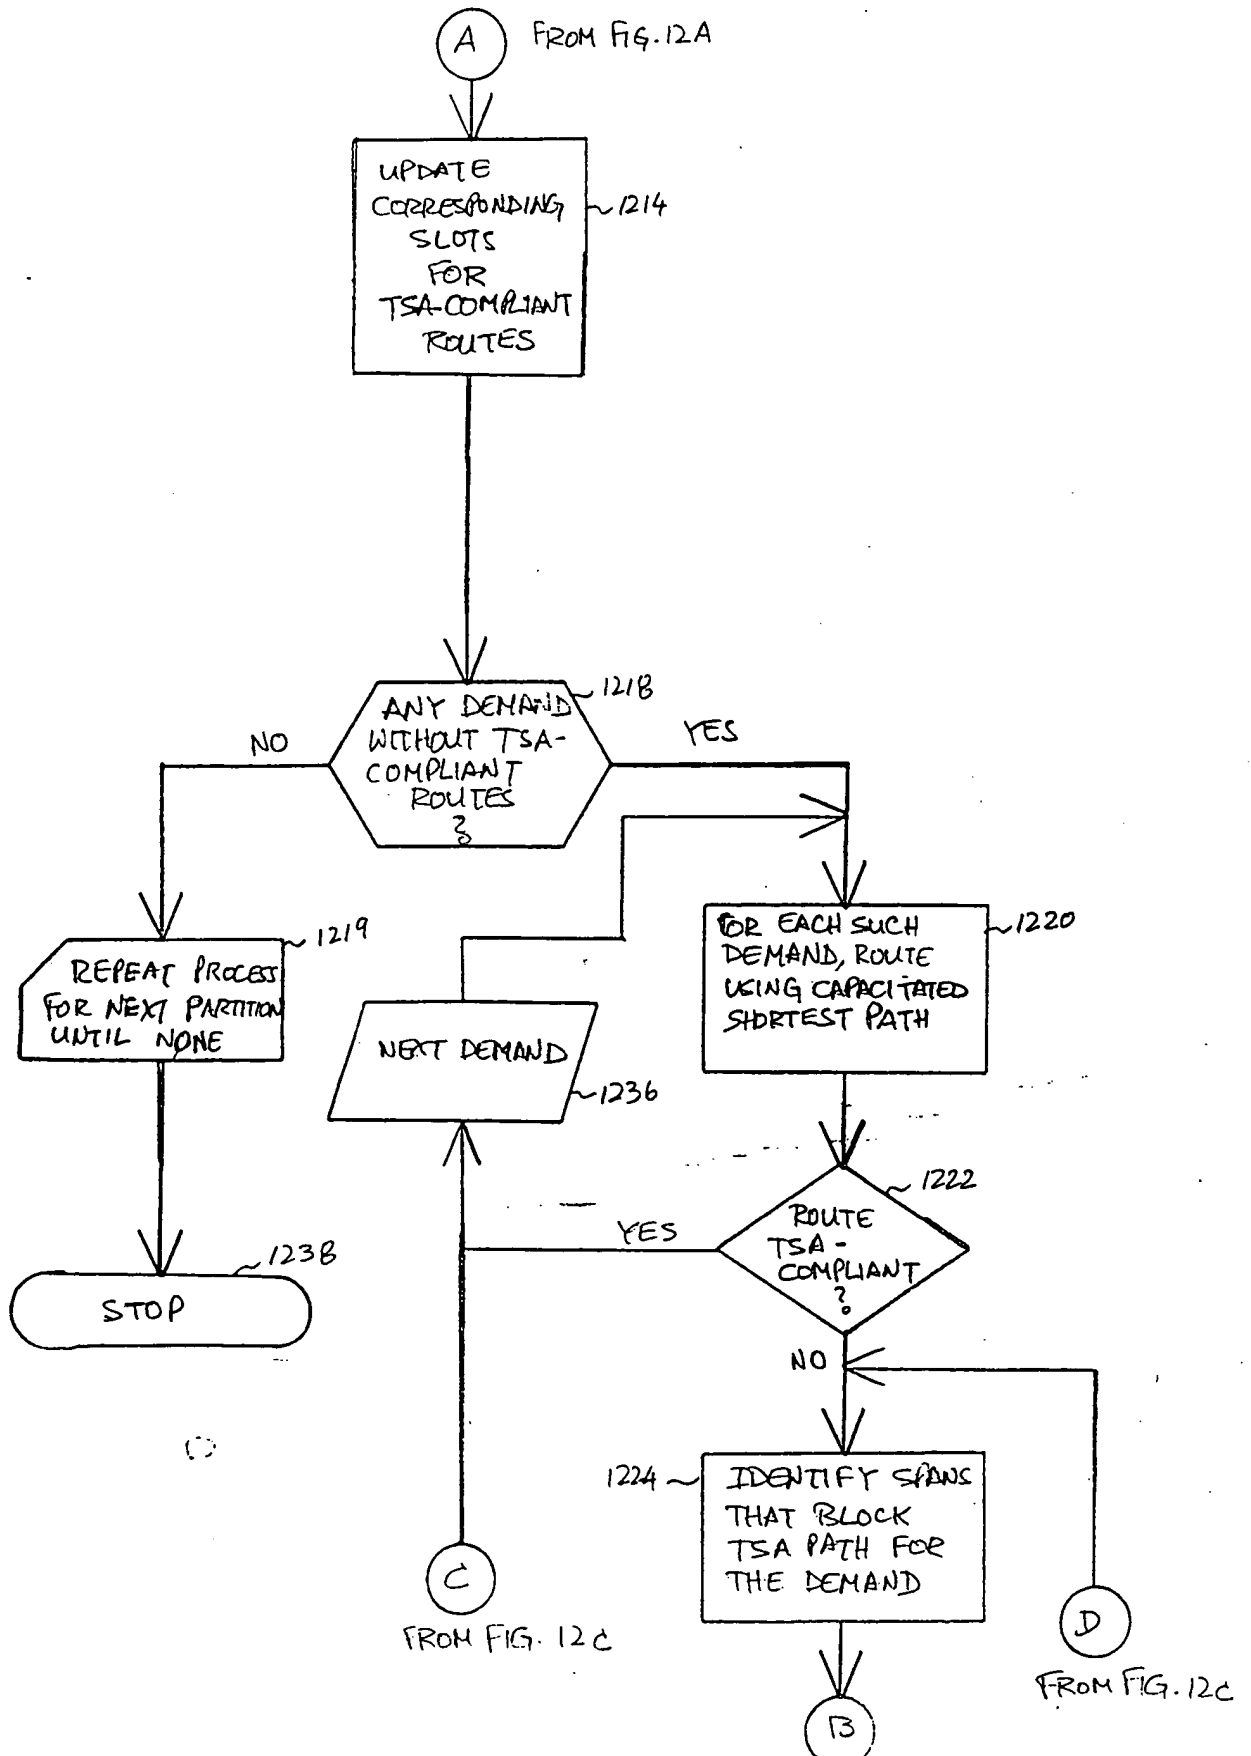 A
FROM FIG. 12A
UPDATE
CORRESPONDING
SLOTS
FOR
TSA-COMPLIANT
ROUTES
1214
1218
ANY DEMAND
WITHOUT TSA-
COMPLIANT
ROUTES
?
NO
YES
1219
REPEAT PROCESS
FOR NEXT PARTITION
UNTIL NONE
1220
FOR EACH SUCH
DEMAND, ROUTE
USING CAPACITATED
SHORTEST PATH
NEXT DEMAND
1236
1222
ROUTE
TSA-
COMPLIANT
?
YES
NO
1238
STOP
1224
IDENTIFY SPANS
THAT BLOCK
TSA PATH FOR
THE DEMAND
C
FROM FIG. 12C
D
FROM FIG. 12C
B